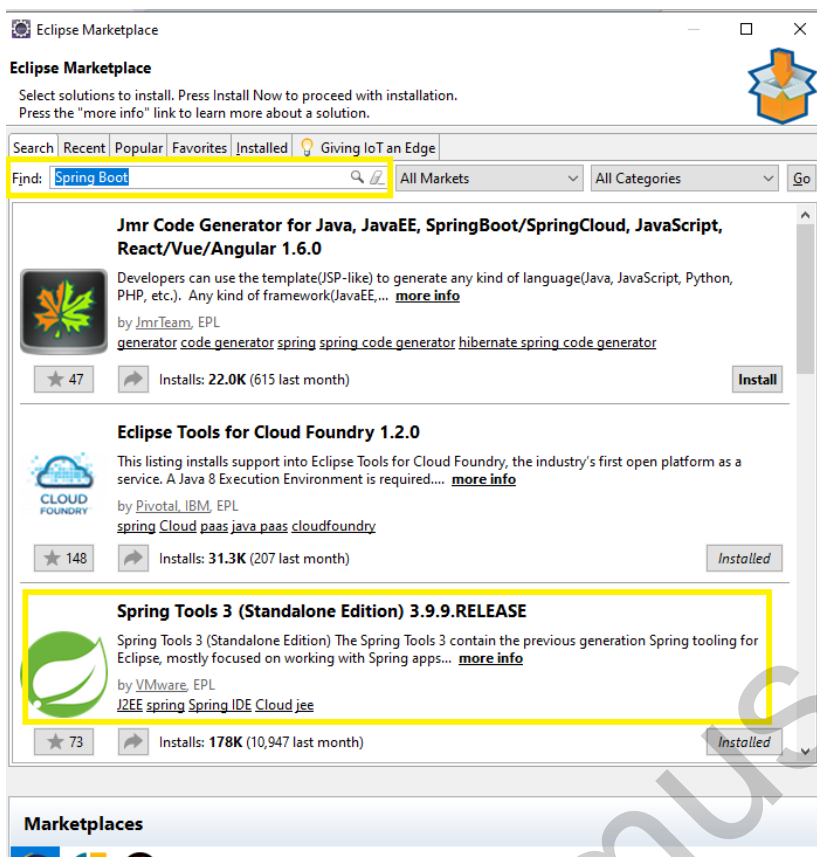 Eclipse Marketplace
Eclipse Marketplace
Select solutions to install. Press Install Now to proceed with installation.
Press the "more info" link to learn more about a solution.
Search Recent Popular Favorites Installed Giving IoT an Edge
Find: Spring Boot All Markets All Categories Go
Jmr Code Generator for Java, JavaEE, SpringBoot/SpringCloud, JavaScript,
React/Vue/Angular 1.6.0
Developers can use the template(JSP-like) to generate any kind of language(Java, JavaScript, Python,
PHP, etc.). Any kind of framework(JavaEE,... more info
by JmrTeam, EPL
generator code generator spring spring code generator hibernate spring code generator
47 Installs: 22.0K (615 last month) Install
Eclipse Tools for Cloud Foundry 1.2.0
This listing installs support into Eclipse Tools for Cloud Foundry, the industry's first open platform as a
service. A Java 8 Execution Environment is required.... more info
CLOUD
FOUNDRY
by Pivotal, IBM, EPL
spring Cloud paas java paas cloudfoundry
148 Installs: 31.3K (207 last month) Installed
Spring Tools 3 (Standalone Edition) 3.9.9.RELEASE
Spring Tools 3 (Standalone Edition) The Spring Tools 3 contain the previous generation Spring tooling for
Eclipse, mostly focused on working with Spring apps... more info
by VMware, EPL
J2EE spring Spring IDE Cloud jee
73 Installs: 178K (10,947 last month) Installed
Marketplaces